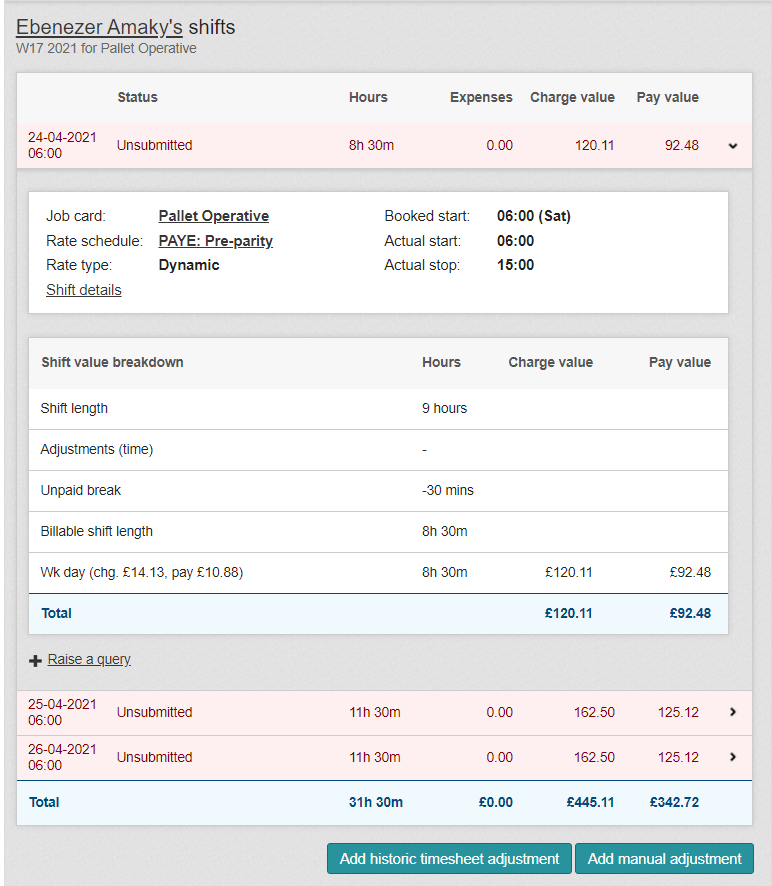 Ebenezer Amaky's shifts
W17 2021 for Pallet Operative
Status Hours Expenses Charge value Pay value
24-04-2021 06:00 Unsubmitted 8h 30m 0.00 120.11 92.48
Job card: Pallet Operative Booked start: 06:00 (Sat)
Rate schedule: PAYE: Pre-parity Actual start: 06:00
Rate type: Dynamic Actual stop: 15:00
Shift details
Shift value breakdown Hours Charge value Pay value
Shift length 9 hours
Adjustments (time) -
Unpaid break -30 mins
Billable shift length 8h 30m
Wk day (chg. £14.13, pay £10.88) 8h 30m £120.11 £92.48
Total £120.11 £92.48
Raise a query
25-04-2021 06:00 Unsubmitted 11h 30m 0.00 162.50 125.12
26-04-2021 06:00 Unsubmitted 11h 30m 0.00 162.50 125.12
Total 31h 30m £0.00 £445.11 £342.72
Add historic timesheet adjustment Add manual adjustment